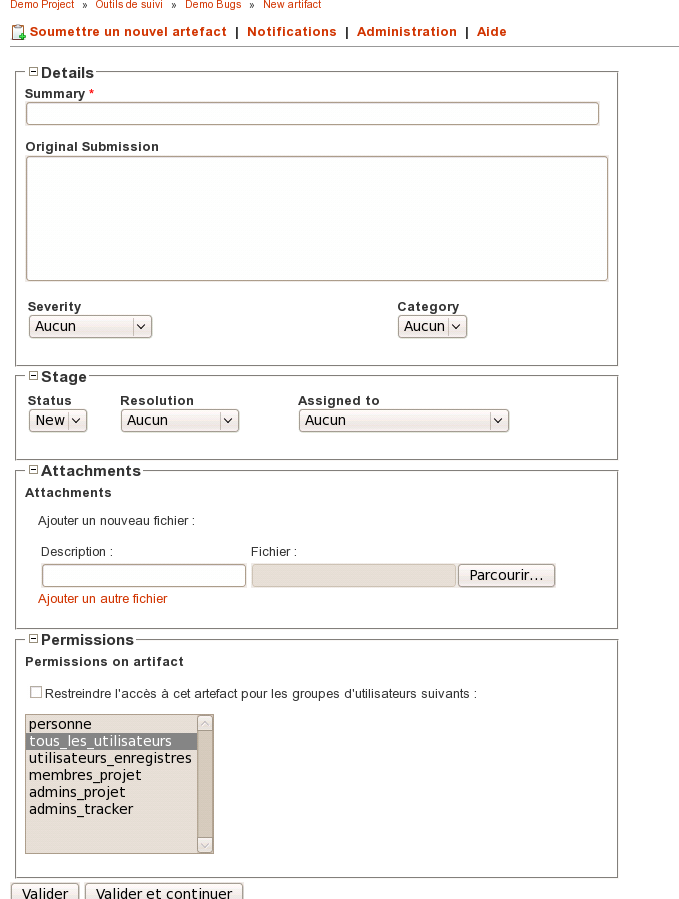 Demo Project » Outils de suivi » Demo Bugs » New artifact
Soumettre un nouvel artefact | Notifications | Administration | Aide
Details
Summary *
Original Submission
Severity Category
Aucun Aucun
Stage
Status Resolution Assigned to
New Aucun Aucun
Attachments
Attachments
Ajouter un nouveau fichier :
Description : Fichier :
Parcourir...
Ajouter un autre fichier
Permissions
Permissions on artifact
Restreindre l'accès à cet artefact pour les groupes d'utilisateurs suivants :
personne
tous_les_utilisateurs
utilisateurs_enregistres
membres_projet
admins_projet
admins_tracker
Valider Valider et continuer